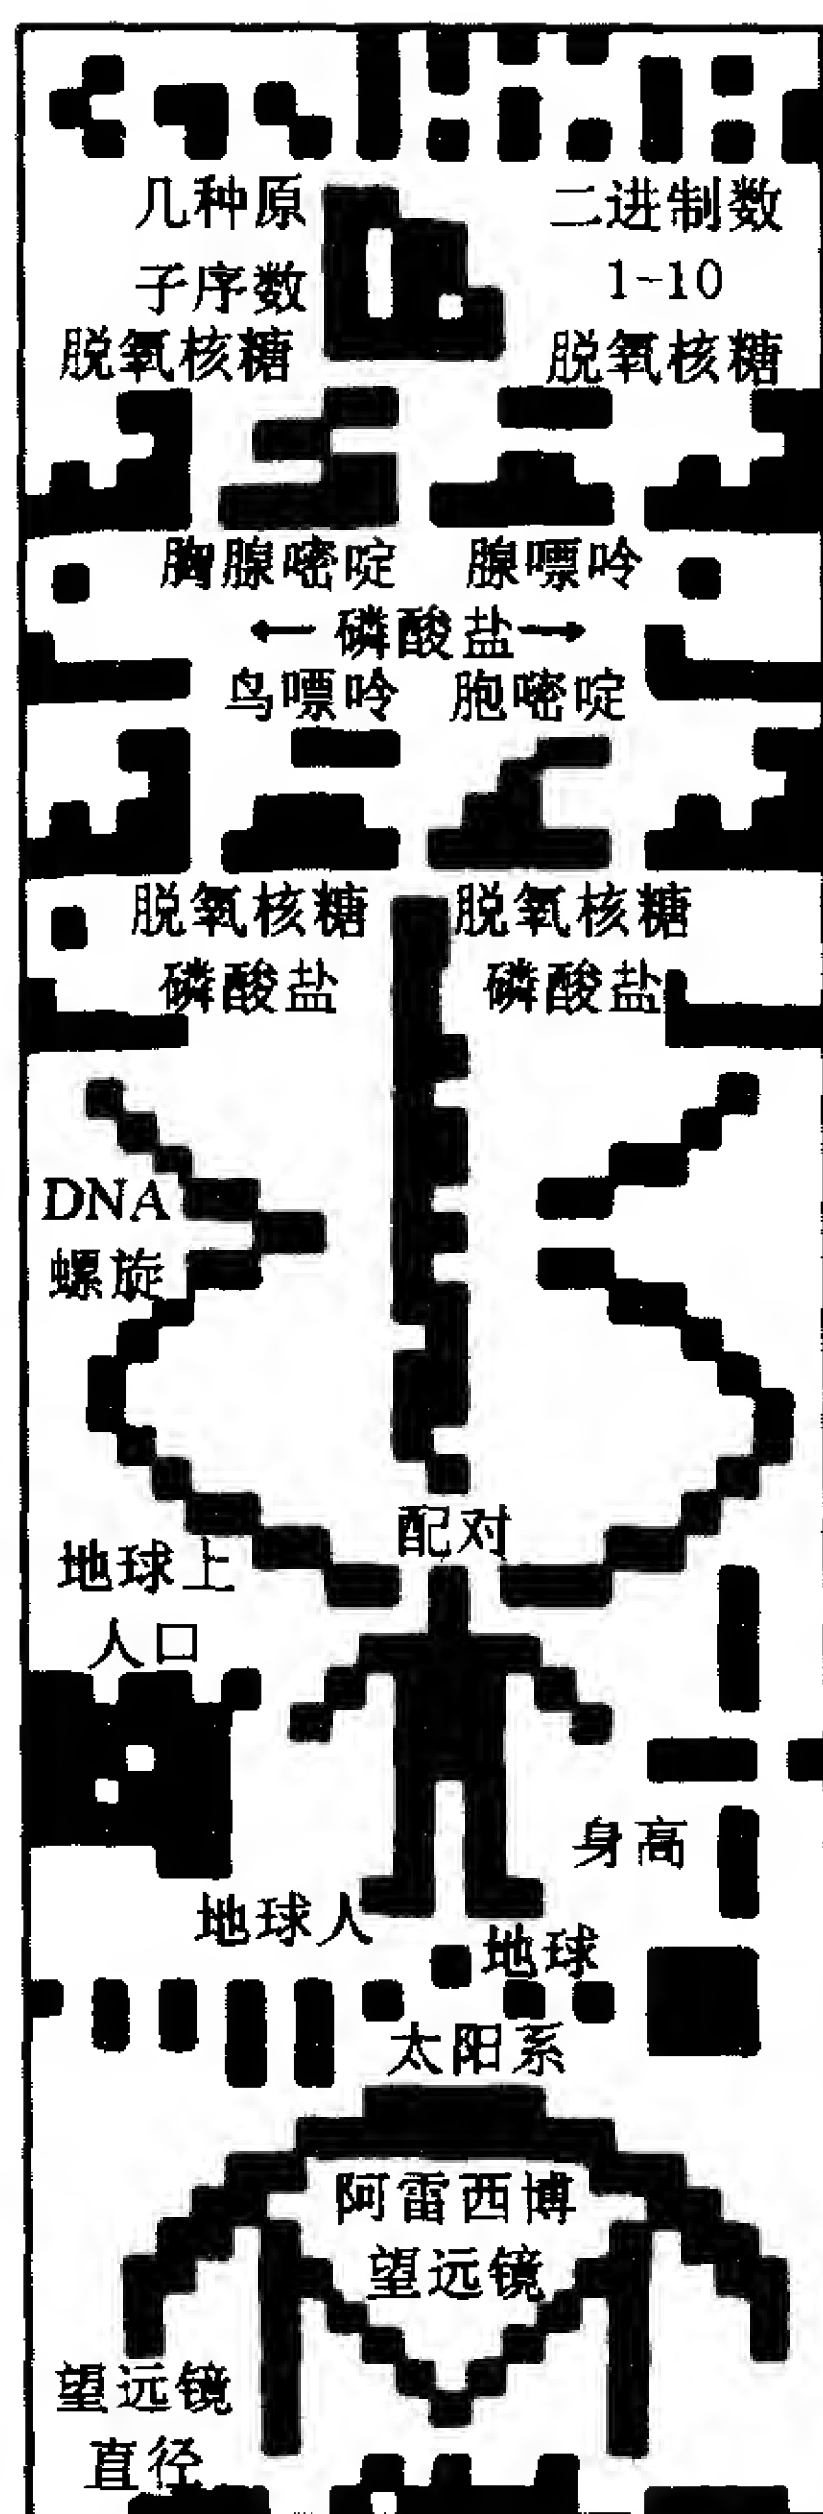 几种原
子序数
二进制数
1-10
脱氧核糖
脱氧核糖
胸腺嘧啶
腺嘌呤
←磷酸盐→
鸟嘌呤
胞嘧啶
脱氧核糖
磷酸盐
脱氧核糖
磷酸盐
DNA
螺旋
配对
地球上
人口
身高
地球人
地球
太阳系
阿雷西博
望远镜
望远镜
直径